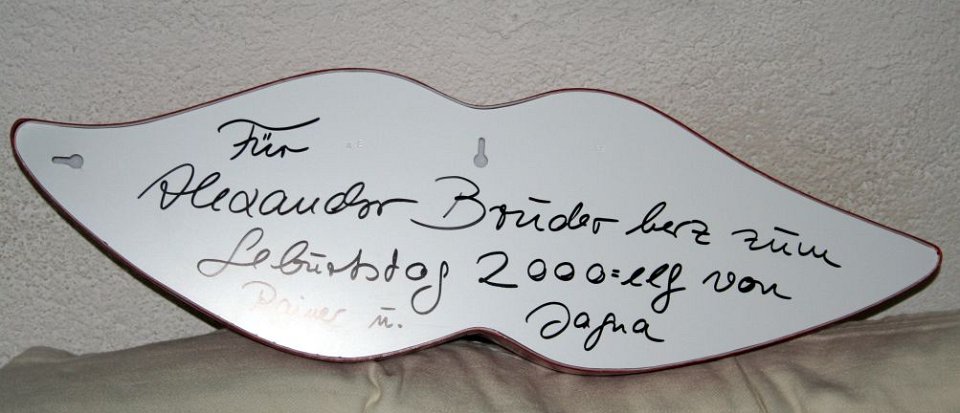 Für
Alexander Bruder herz zum
Geburtstag 2000=elf von
Rainer u. Dagna